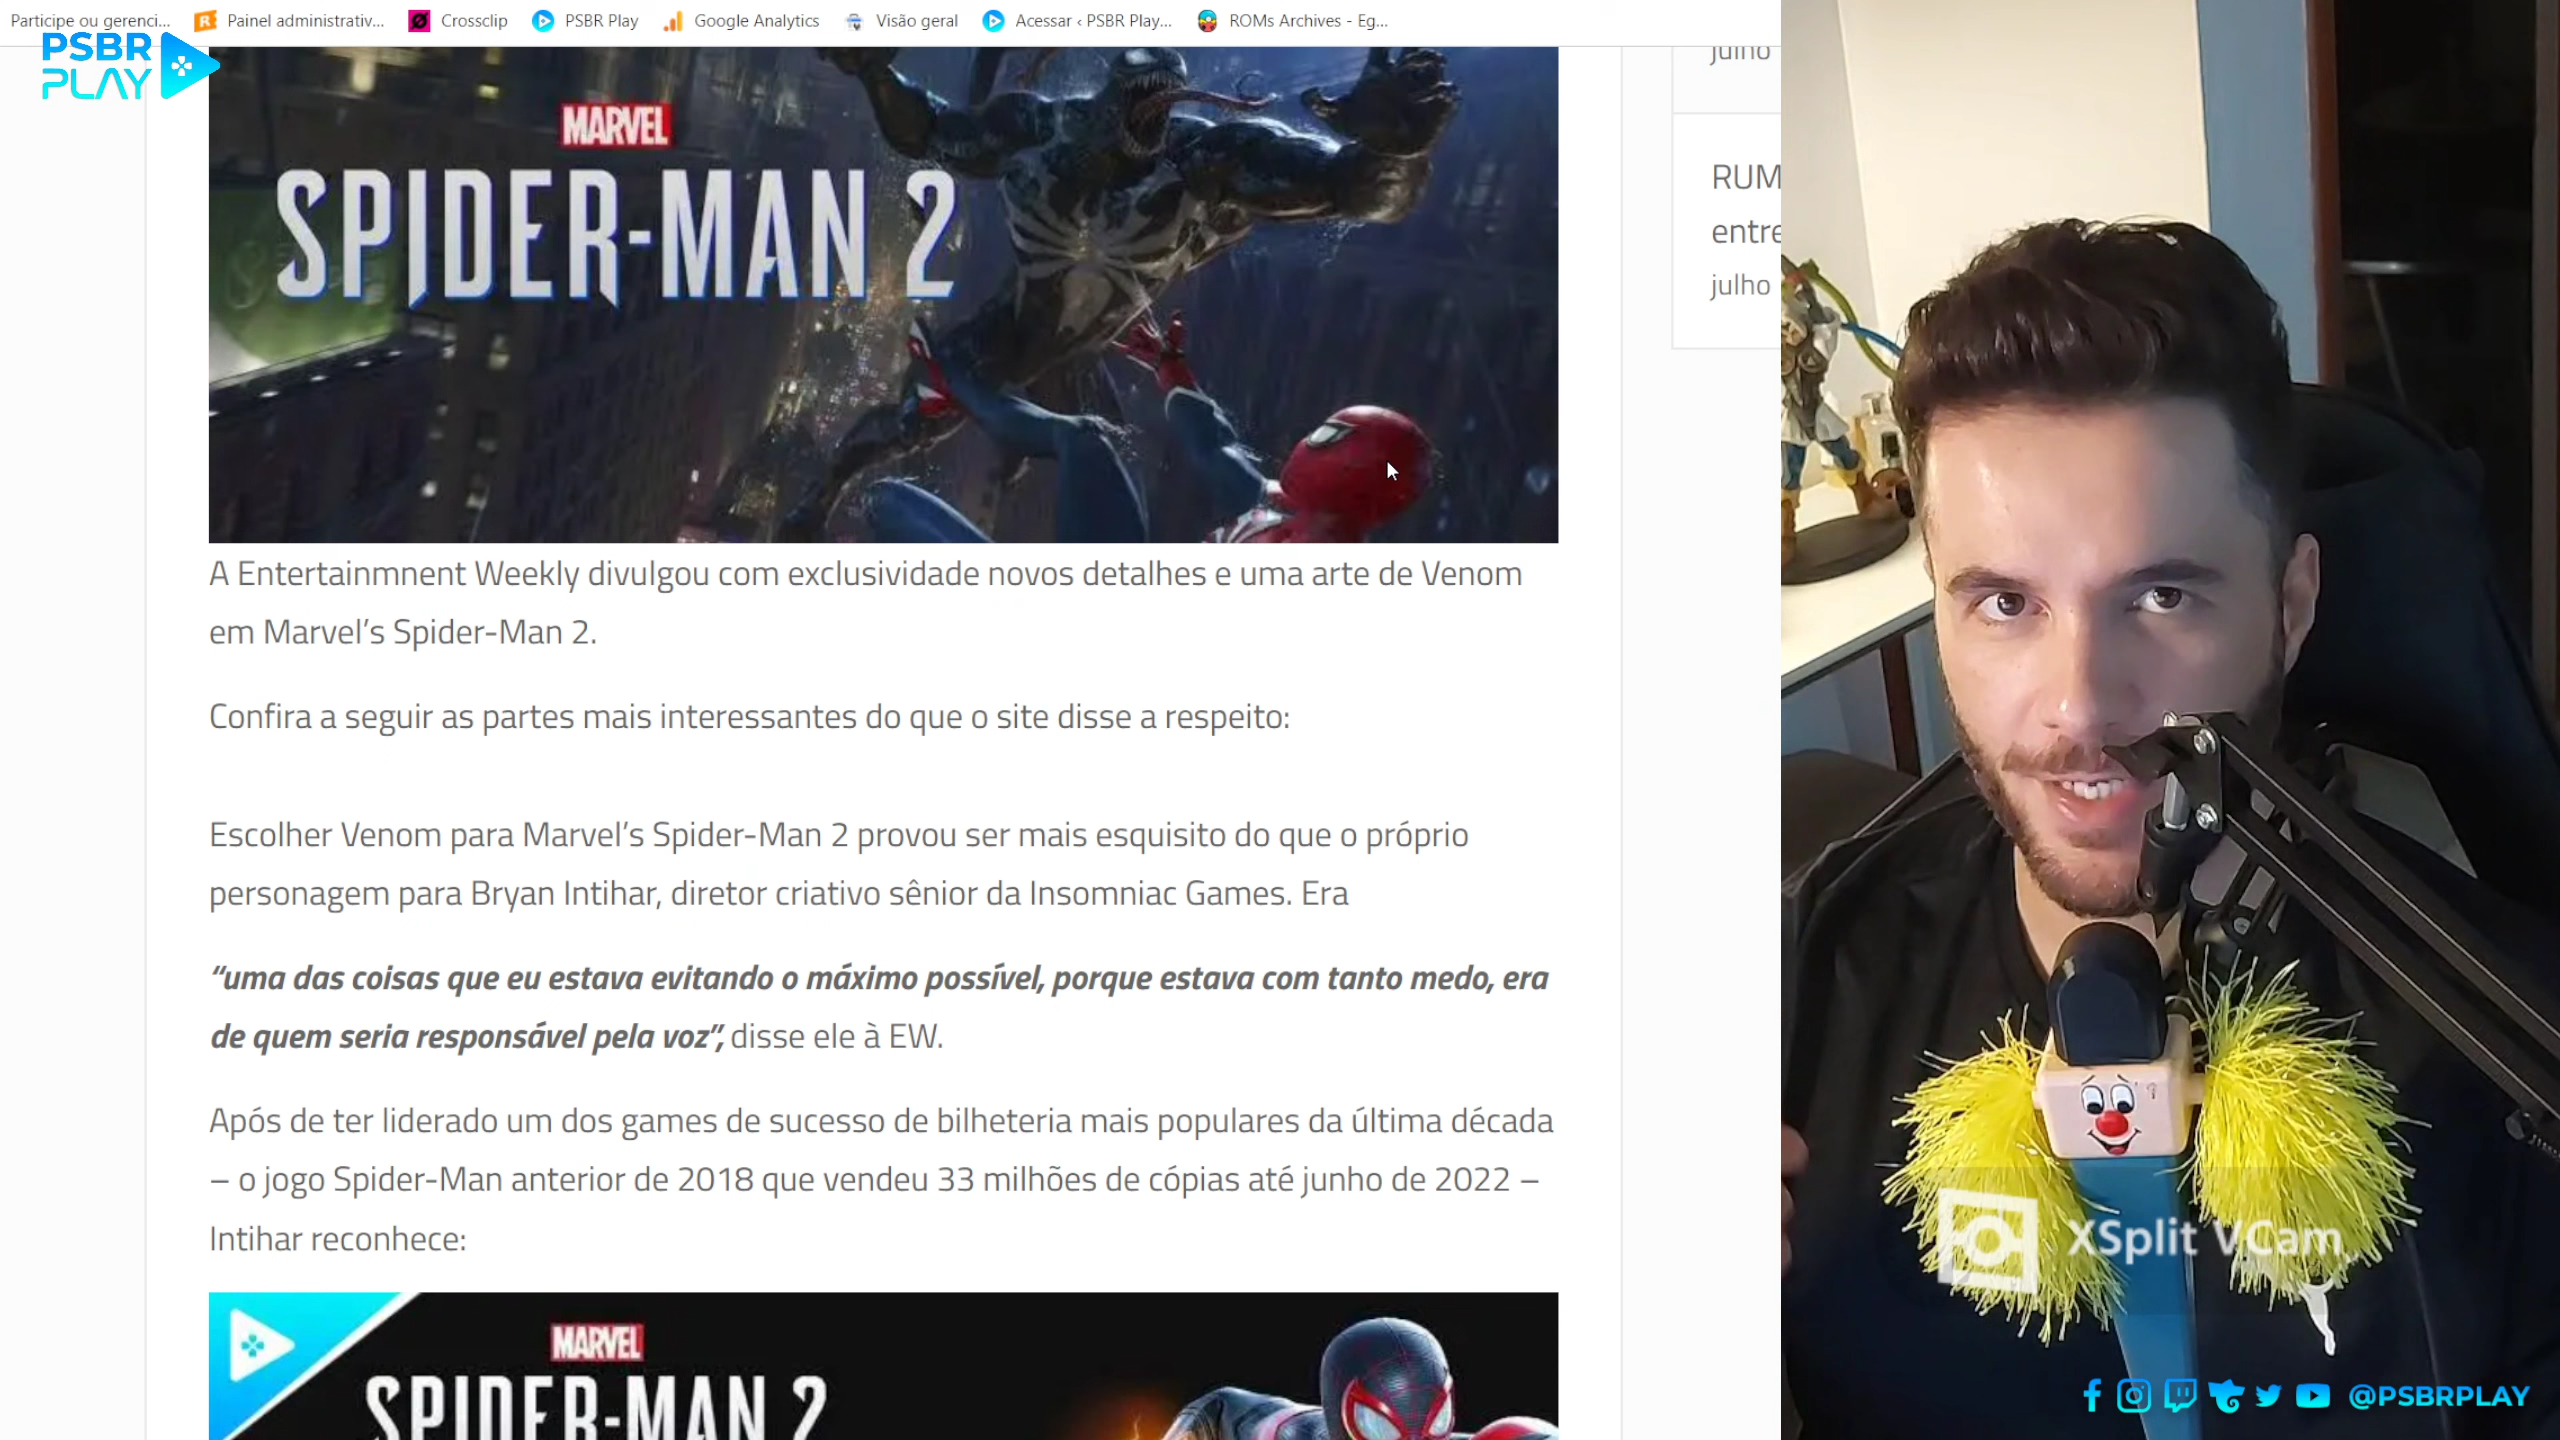 Participe ou gerenci...
Painel administrativ...
Crossclip
PSBR Play
Google Analytics
Visão geral
Acessar ‹ PSBR Play...
ROMs Archives - Eg...
PSBR
PLAY
MARVEL
SPIDER-MAN 2
julho
RUM
entre
julho
A Entertainmnent Weekly divulgou com exclusividade novos detalhes e uma arte de Venom
em Marvel’s Spider-Man 2.
Confira a seguir as partes mais interessantes do que o site disse a respeito:
Escolher Venom para Marvel’s Spider-Man 2 provou ser mais esquisito do que o próprio
personagem para Bryan Intihar, diretor criativo sênior da Insomniac Games. Era
“uma das coisas que eu estava evitando o máximo possível, porque estava com tanto medo, era
de quem seria responsável pela voz”, disse ele à EW.
Após de ter liderado um dos games de sucesso de bilheteria mais populares da última década
– o jogo Spider-Man anterior de 2018 que vendeu 33 milhões de cópias até junho de 2022 –
Intihar reconhece:
MARVEL
SPIDER-MAN 2
XSplit VCam
@PSBRPLAY